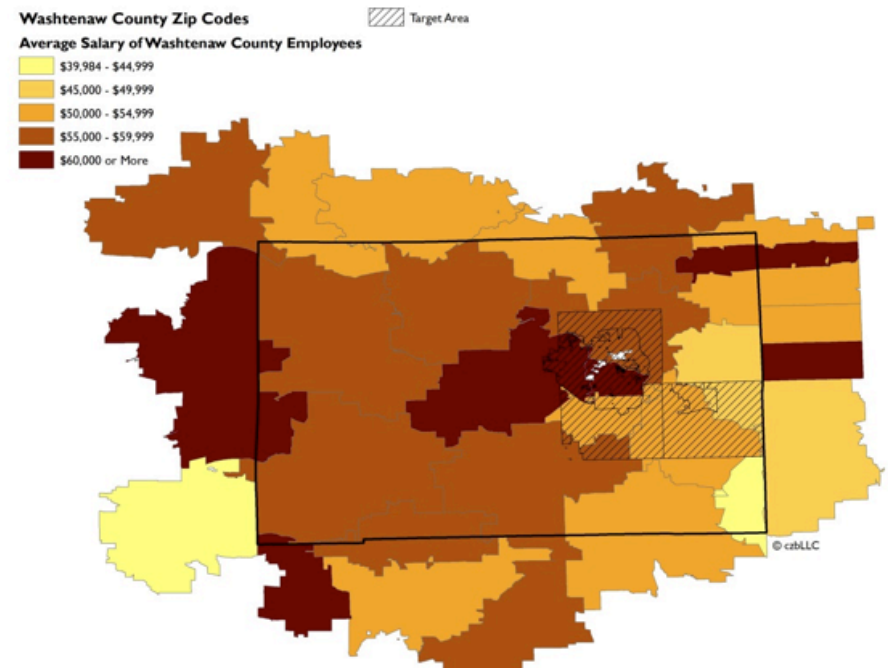 Washtenaw County Zip Codes
Target Area
Average Salary of Washtenaw County Employees
$39,984 - $44,999
$45,000 - $49,999
$50,000 - $54,999
$55,000 - $59,999
$60,000 or More
© czbLLC